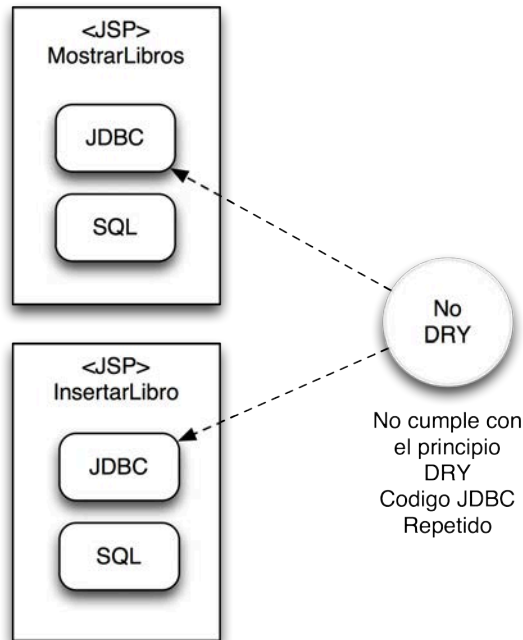 <JSP>
MostrarLibros
JDBC
SQL
<JSP>
InsertarLibro
JDBC
SQL
No
DRY
No cumple con
el principio
DRY
Codigo JDBC
Repetido